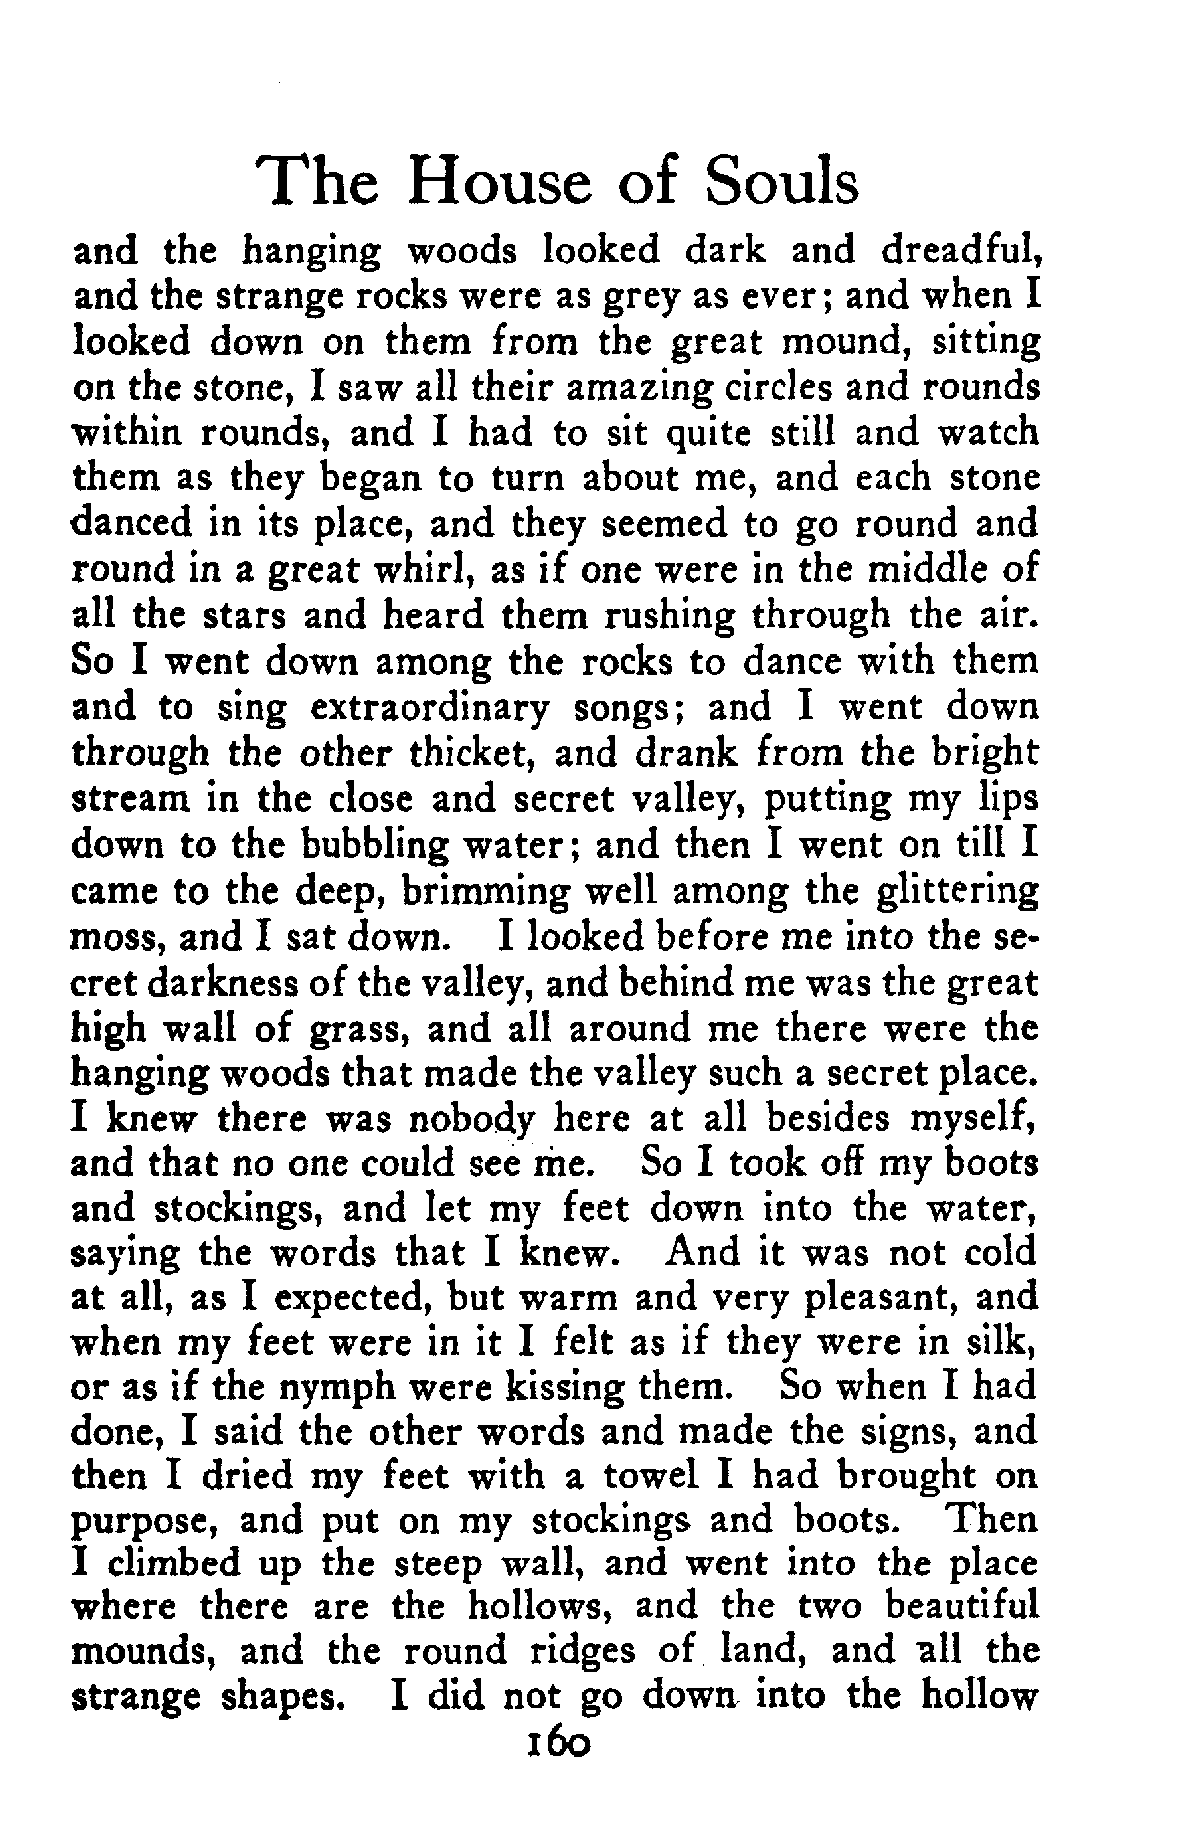 The House of Souls
and the hanging woods looked dark and dreadful,
and the strange rocks were as grey as ever; and when I
looked down on them from the great mound, sitting
on the stone, I saw all their amazing circles and rounds
within rounds, and I had to sit quite still and watch
them as they began to turn about me, and each stone
danced in its place, and they seemed to go round and
round in a great whirl, as if one were in the middle of
all the stars and heard them rushing through the air.
So I went down among the rocks to dance with them
and to sing extraordinary songs; and I went down
through the other thicket, and drank from the bright
stream in the close and secret valley, putting my lips
down to the bubbling water; and then I went on till I
came to the deep, brimming well among the glittering
moss, and I sat down. I looked before me into the se-
cret darkness of the valley, and behind me was the great
high wall of grass, and all around me there were the
hanging woods that made the valley such a secret place.
I knew there was nobody here at all besides myself,
and that no one could see me. So I took off my boots
and stockings, and let my feet down into the water,
saying the words that I knew. And it was not cold
at all, as I expected, but warm and very pleasant, and
when my feet were in it I felt as if they were in silk,
or as if the nymph were kissing them. So when I had
done, I said the other words and made the signs, and
then I dried my feet with a towel I had brought on
purpose, and put on my stockings and boots. Then
I climbed up the steep wall, and went into the place
where there are the hollows, and the two beautiful
mounds, and the round ridges of land, and all the
strange shapes. I did not go down into the hollow
160